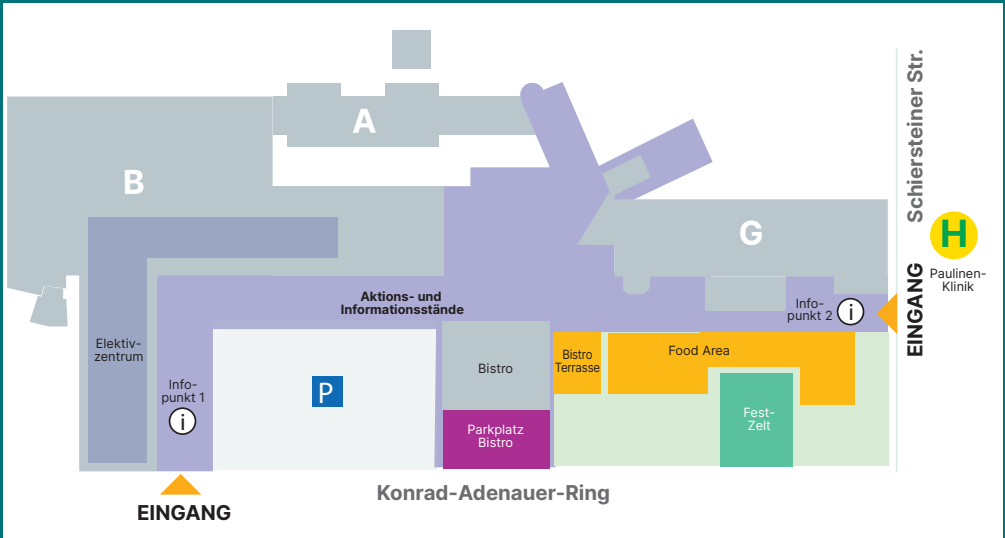 A
B
G
Schiersteiner Str.
H
Paulinen-
Klinik
EINGANG
Aktions- und
Informationsstände
Info-
punkt 2
i
Elektiv-
zentrum
Info-
punkt 1
i
P
Bistro
Bistro
Terrasse
Food Area
Parkplatz
Bistro
Fest-
Zelt
Konrad-Adenauer-Ring
EINGANG